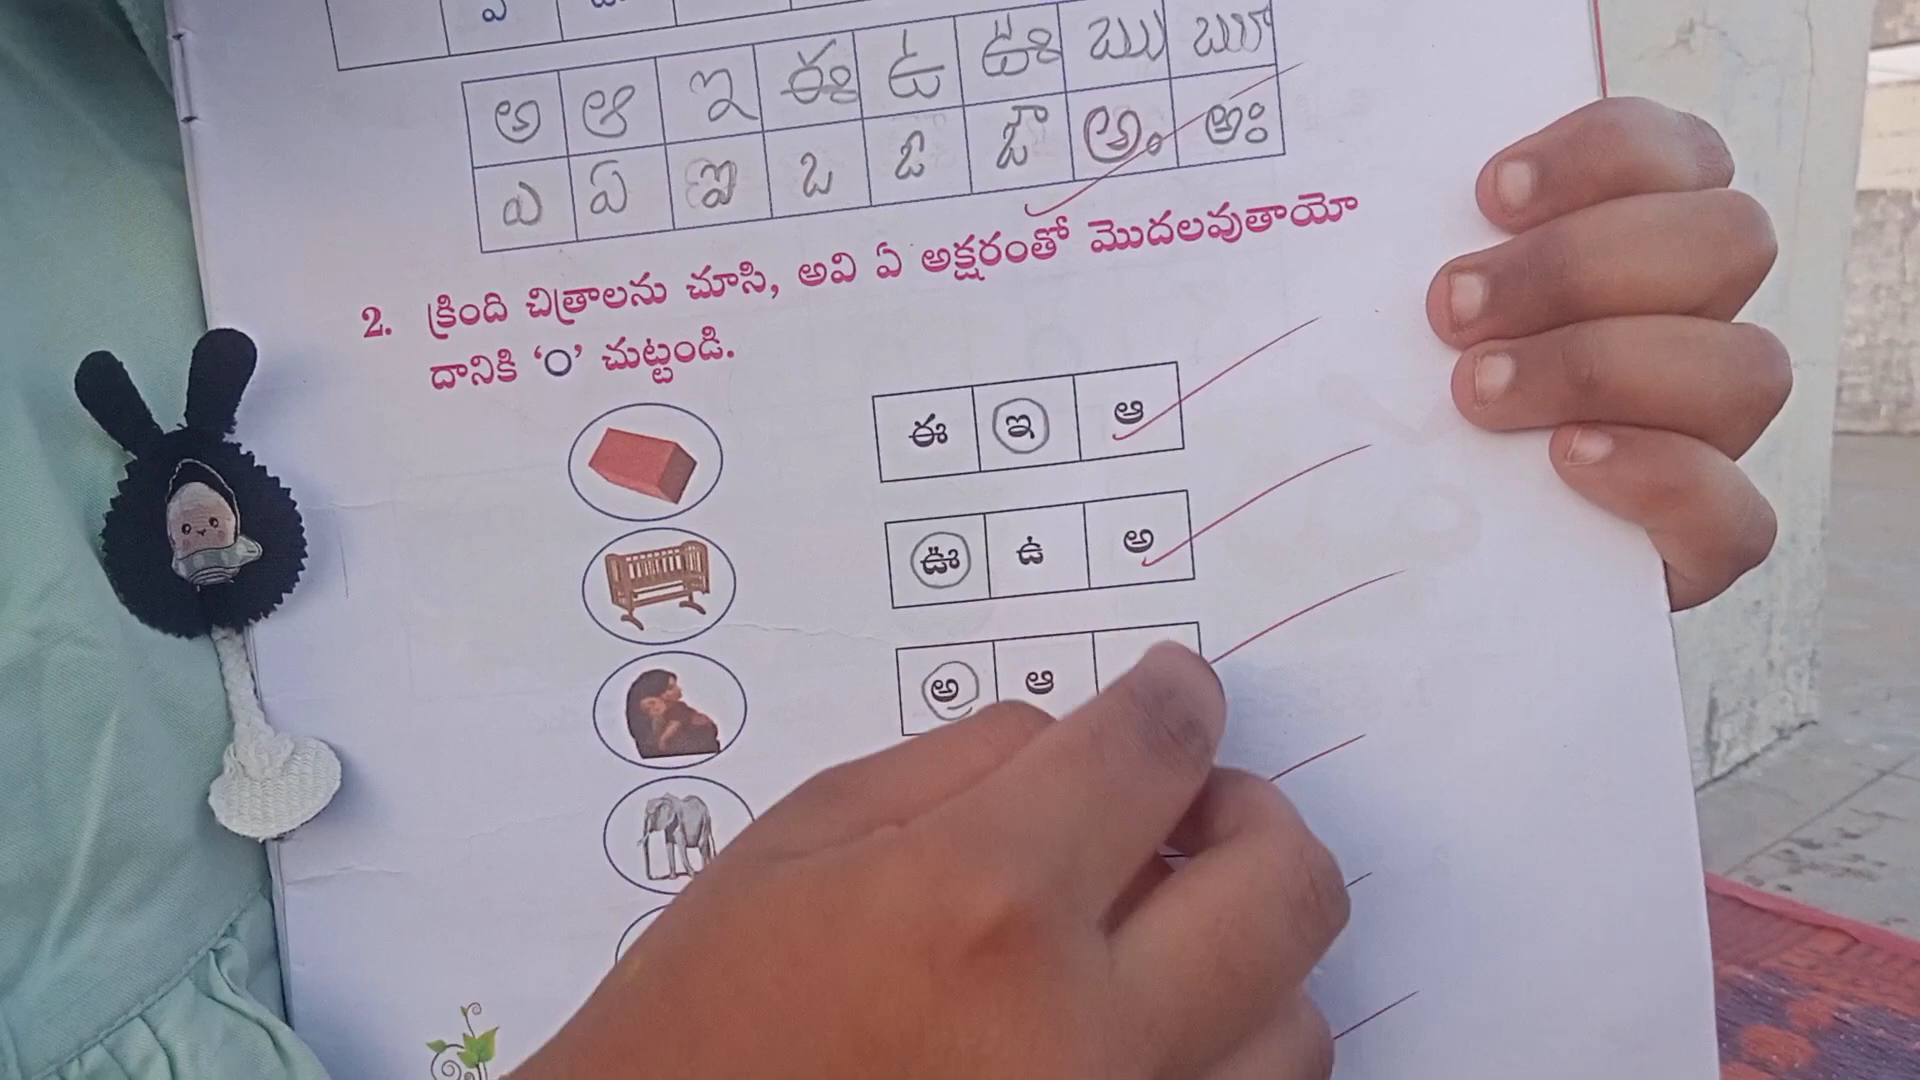 అ ఆ ఇ ఈ ఉ ఊ ఋ ౠ
ఎ ఏ ఐ ఒ ఓ ఔ అం అః
2. క్రింది చిత్రాలను చూసి, అవి ఏ అక్షరంతో మొదలవుతాయో
దానికి ‘O’ చుట్టండి.
ఈ ఇ ఆ
ఊ ఉ అ
అ ఆ